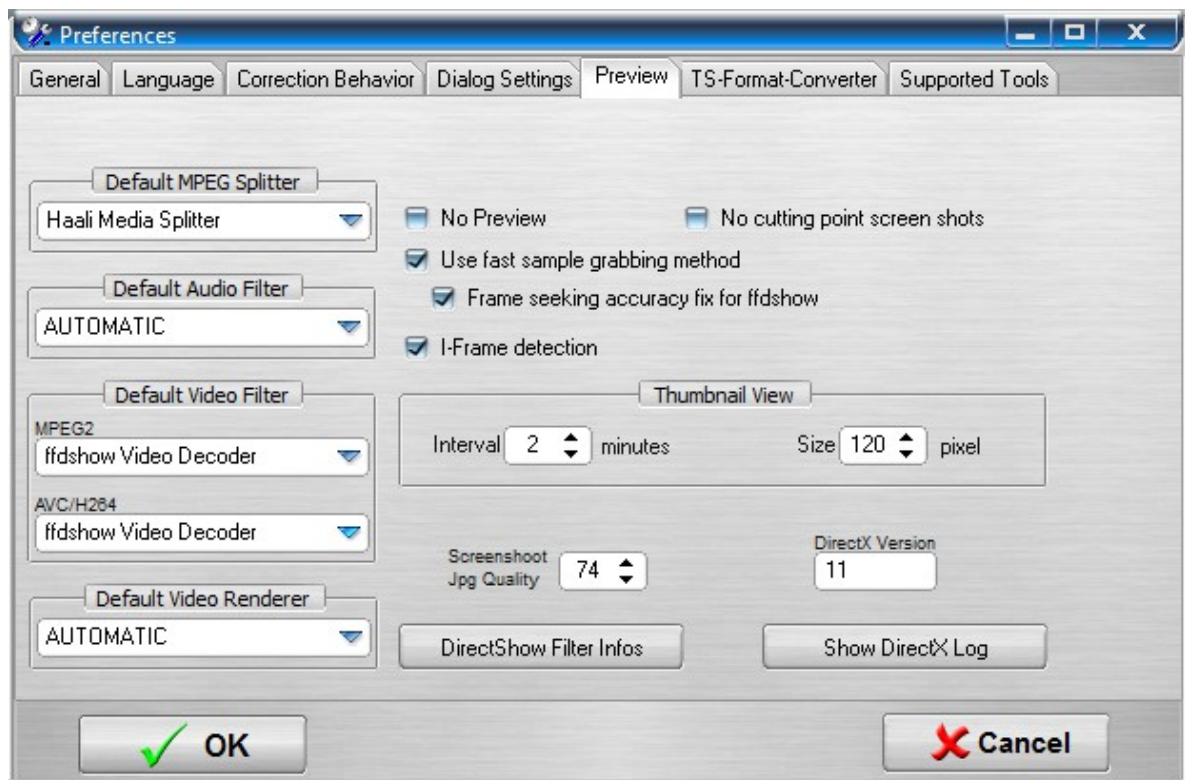 Preferences
General Language Correction Behavior Dialog Settings Preview TS-Format-Converter Supported Tools
Default MPEG Splitter
Haali Media Splitter
No Preview No cutting point screen shots
Use fast sample grabbing method
Default Audio Filter
Frame seeking accuracy fix for ffdshow
AUTOMATIC
I-Frame detection
Default Video Filter
MPEG2
ffdshow Video Decoder
AVC/H264
ffdshow Video Decoder
Thumbnail View
Interval 2 minutes Size 120 pixel
Screenshoot
Jpg Quality 74
DirectX Version
11
Default Video Renderer
AUTOMATIC
DirectShow Filter Infos Show DirectX Log
OK Cancel